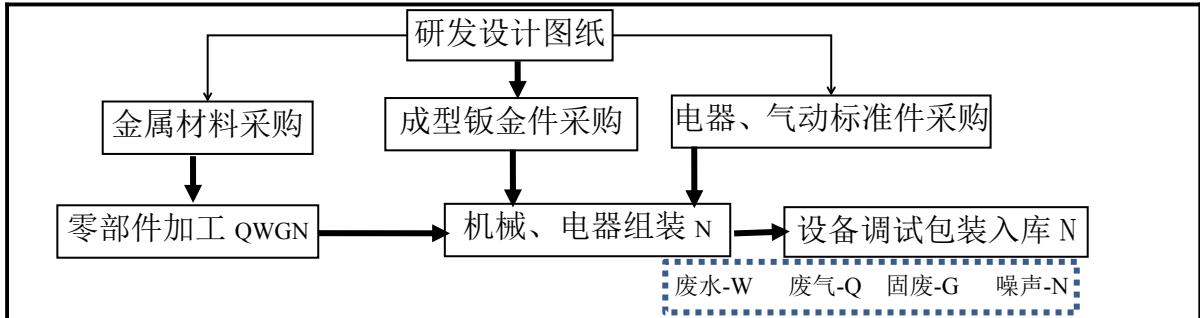 研发设计图纸
金属材料采购
成型钣金件采购
电器、气动标准件采购
零部件加工 QWGN
机械、电器组装 N
设备调试包装入库 N
废水-W 废气-Q 固废-G 噪声-N